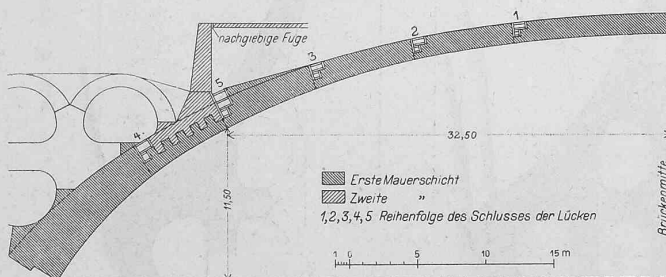 nachgiebige Fuge
1
2
3
5
4.
32,50
11,50
Brückenmitte
Erste Mauerschicht
Zweite "
1,2,3,4,5 Reihenfolge des Schlusses der Lücken
1 0 5 10 15 m